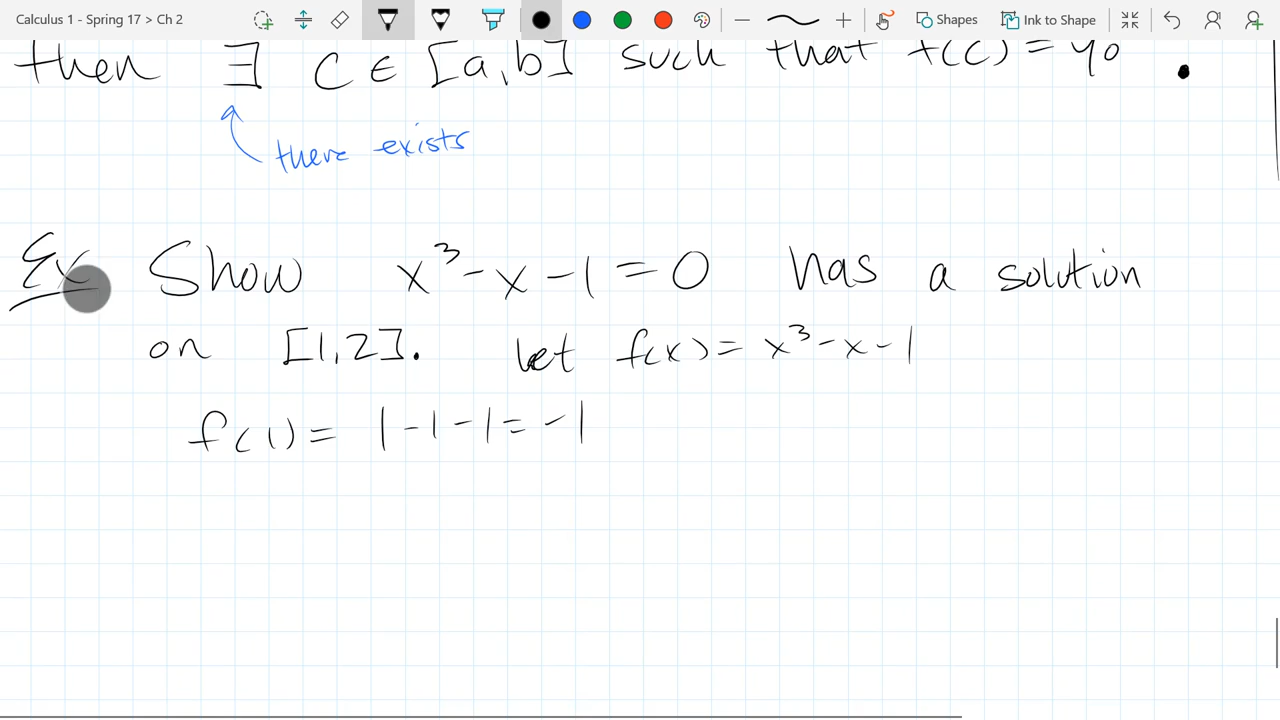 Calculus 1 - Spring 17 > Ch 2
Shapes
Ink to Shape
then ∃ c ∈ [a,b] such that f(c) = y₀ .
there exists
Ex Show x³-x-1=0 has a solution
on [1,2]. Let f(x)= x³-x-1
f(1)= 1-1-1=-1